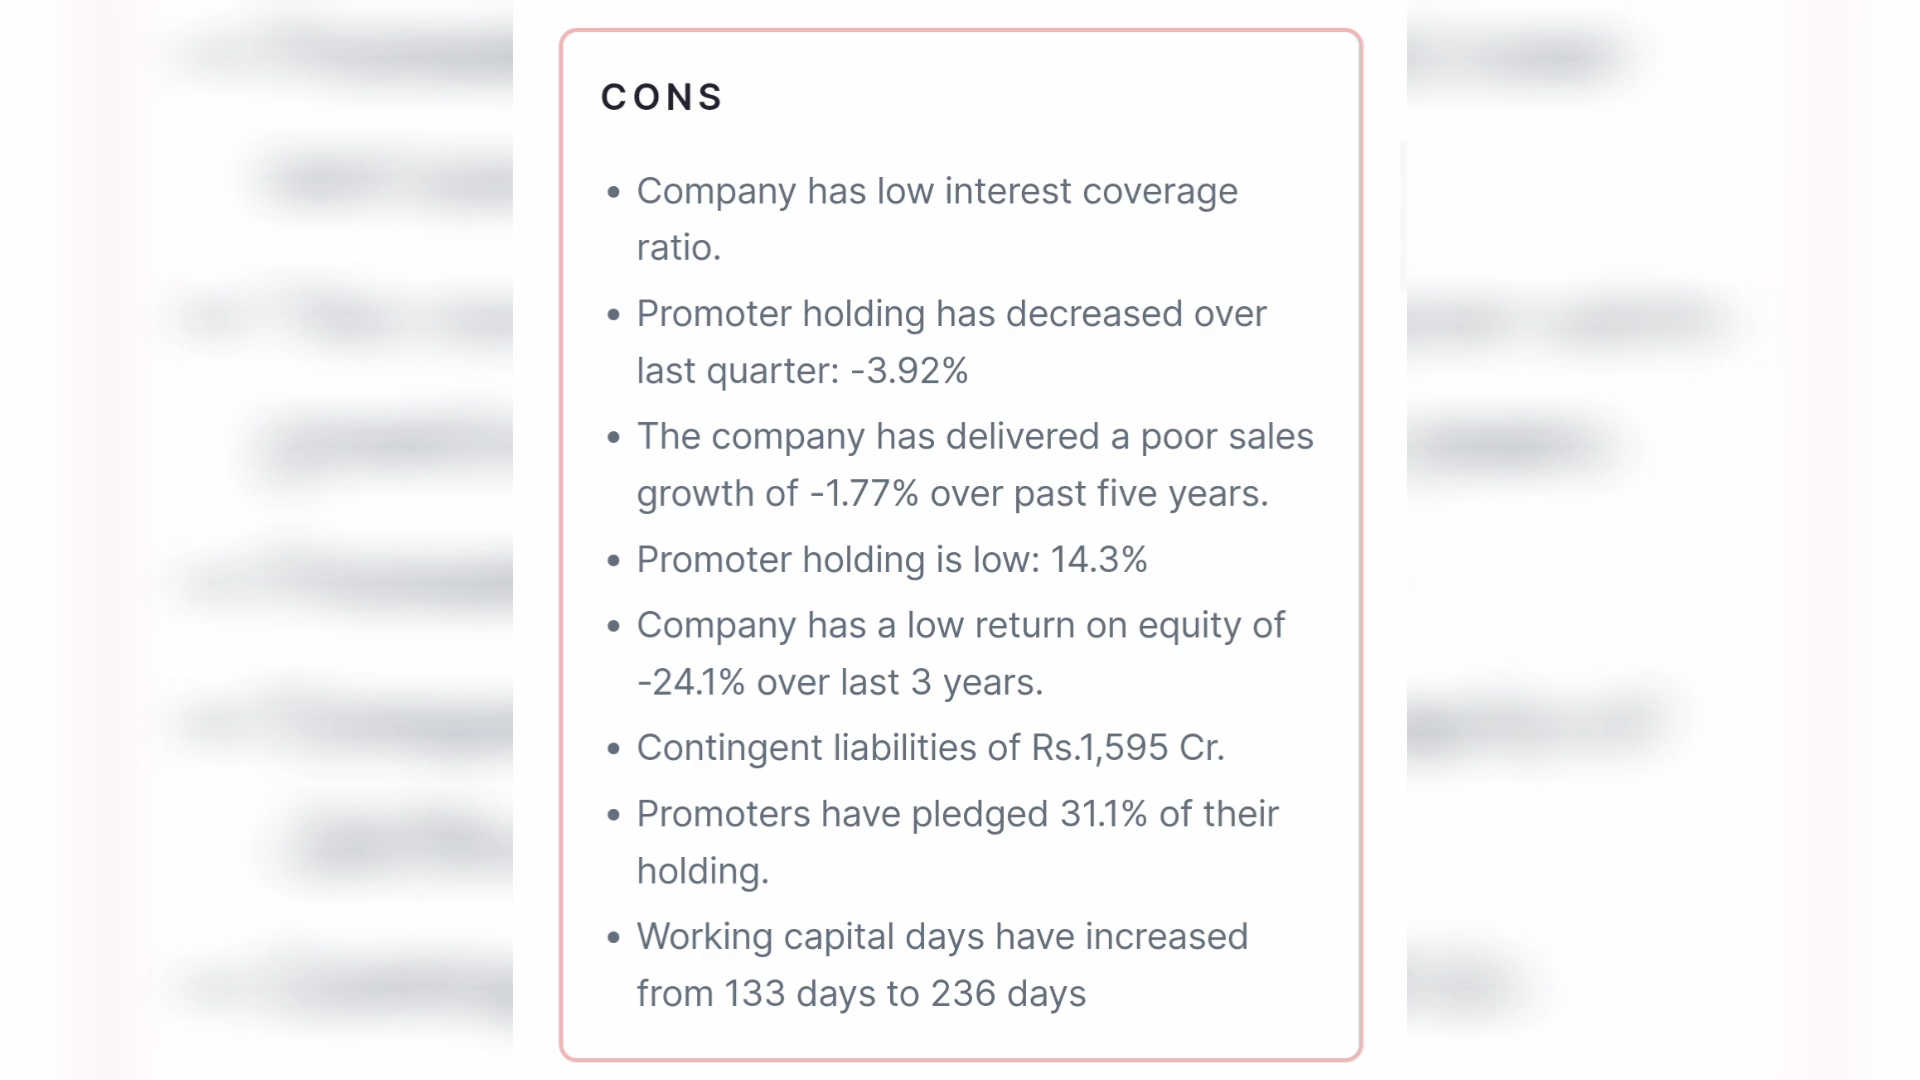 CONS
• Company has low interest coverage
ratio.
• Promoter holding has decreased over
last quarter: -3.92%
• The company has delivered a poor sales
growth of -1.77% over past five years.
• Promoter holding is low: 14.3%
• Company has a low return on equity of
-24.1% over last 3 years.
• Contingent liabilities of Rs.1,595 Cr.
• Promoters have pledged 31.1% of their
holding.
• Working capital days have increased
from 133 days to 236 days